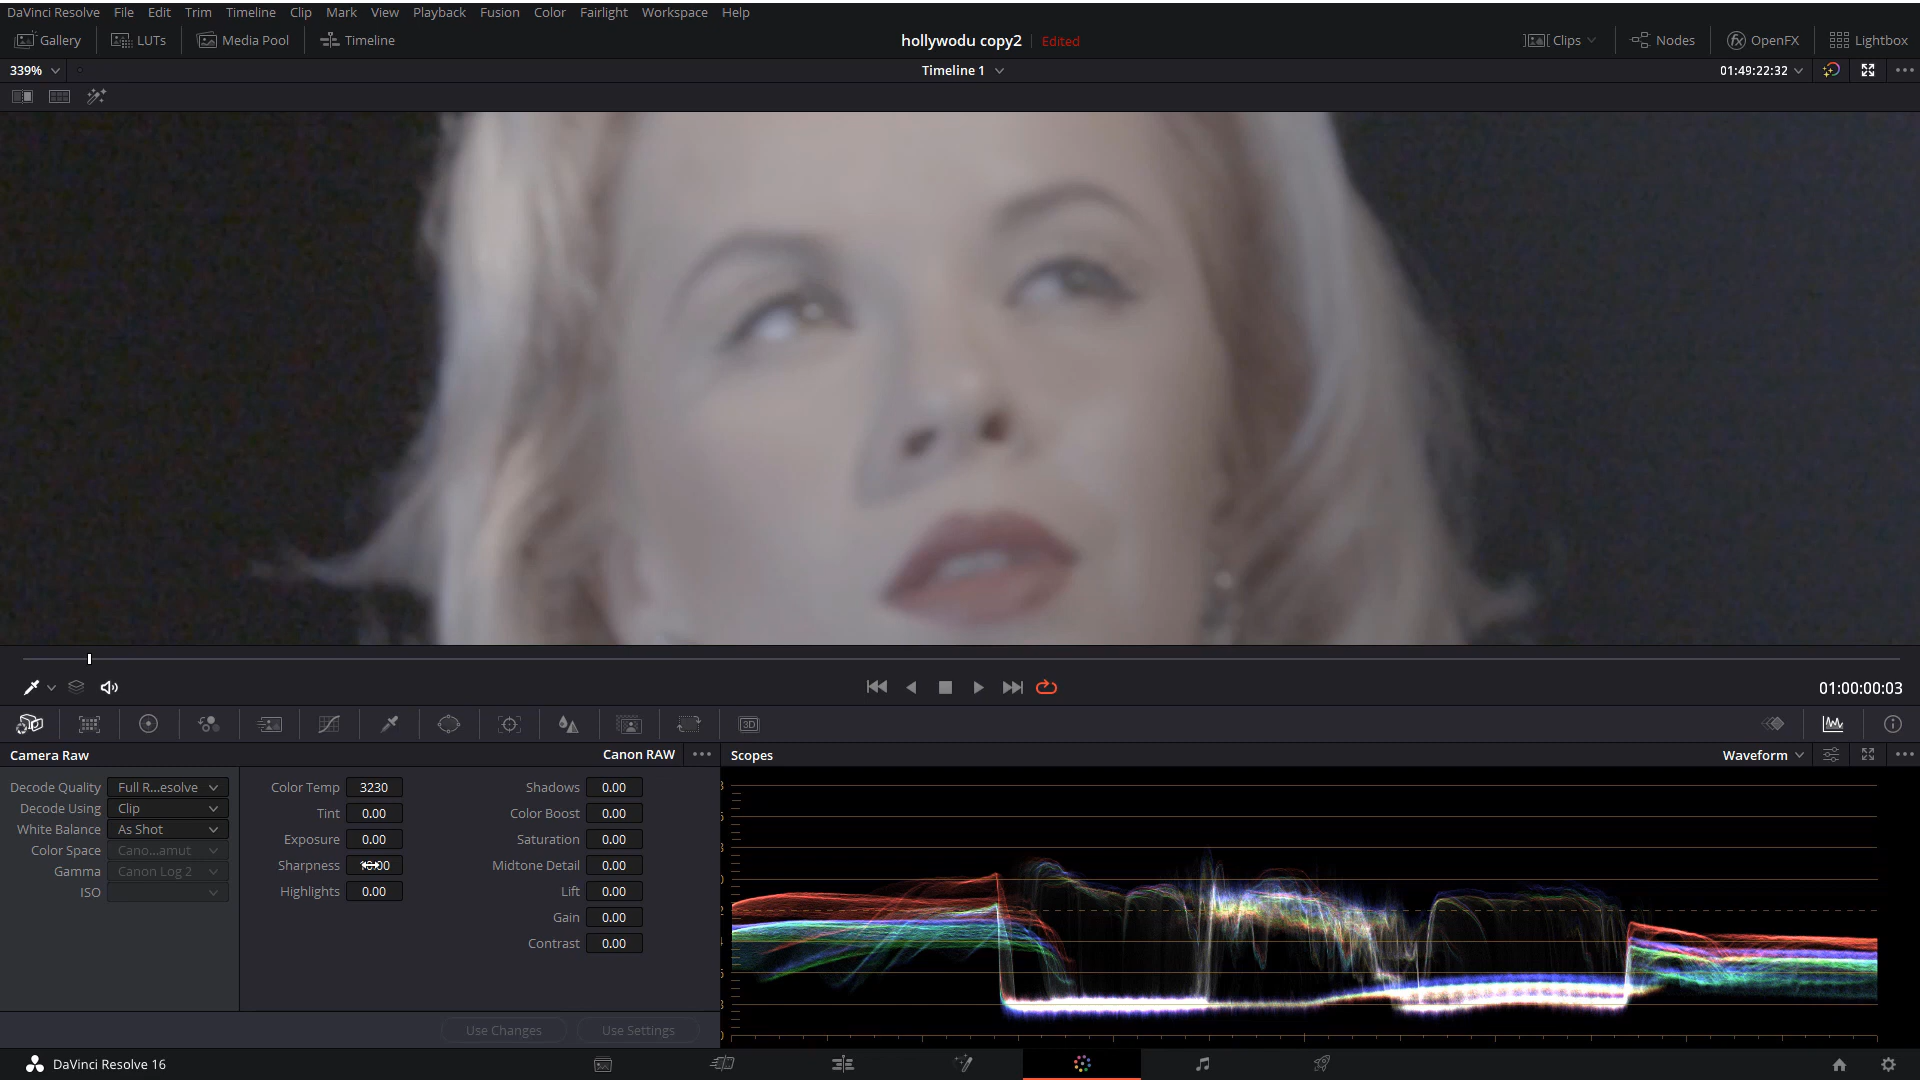 DaVinci Resolve File Edit Trim Timeline Clip Mark View Playback Fusion Color Fairlight Workspace Help
Gallery LUTs Media Pool Timeline hollywodu copy2 Edited Clips Nodes OpenFX Lightbox
339% Timeline 1 01:49:22:32
01:00:00:03
3D
Camera Raw Canon RAW Scopes Waveform
Decode Quality Full R...esolve Color Temp 3230 Shadows 0.00
Decode Using Clip Tint 0.00 Color Boost 0.00
White Balance As Shot Exposure 0.00 Saturation 0.00
Color Space Cano...amut Sharpness Midtone Detail 0.00
Gamma Canon Log 2 Highlights 0.00 Lift 0.00
ISO Gain 0.00
Contrast 0.00
Use Changes Use Settings
DaVinci Resolve 16